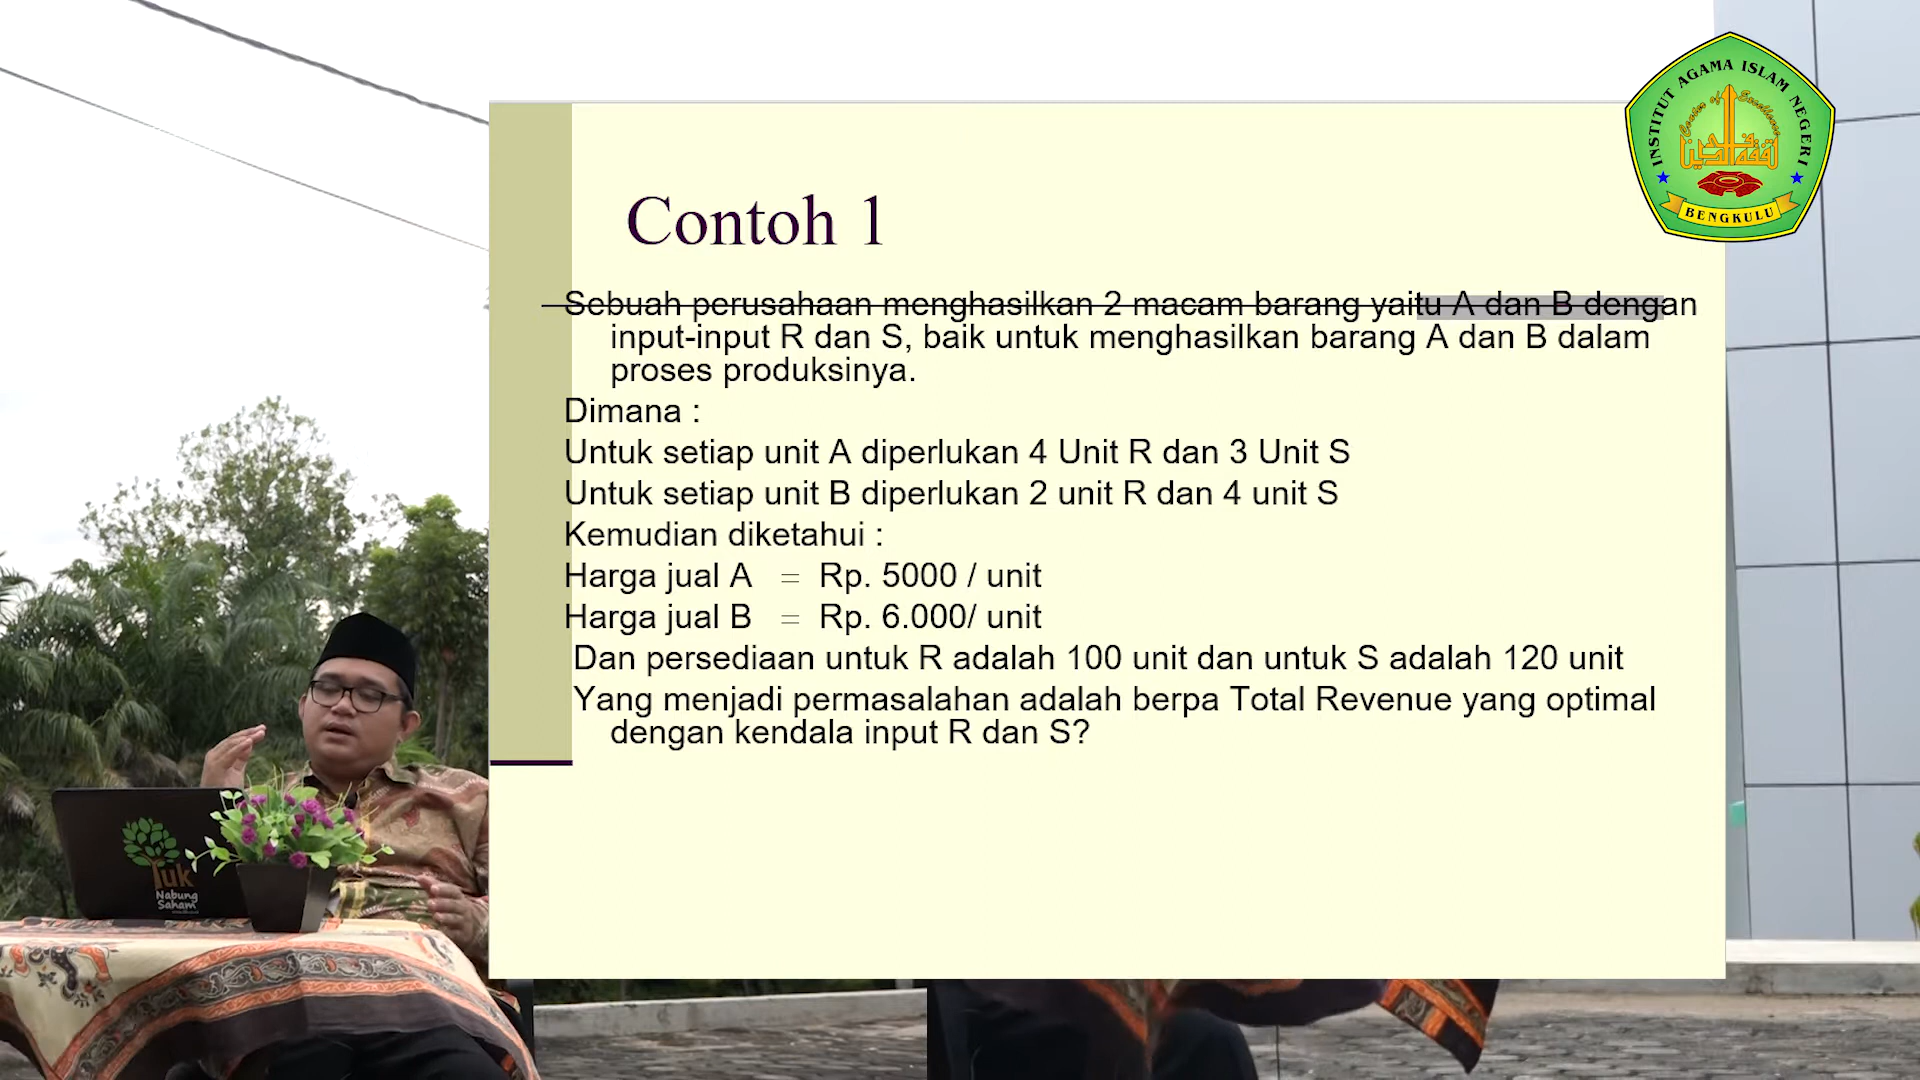 INSTITUT AGAMA ISLAM NEGERI
Center of Excellence
BENGKULU
Contoh 1
Sebuah perusahaan menghasilkan 2 macam barang yaitu A dan B dengan
input-input R dan S, baik untuk menghasilkan barang A dan B dalam
proses produksinya.
Dimana :
Untuk setiap unit A diperlukan 4 Unit R dan 3 Unit S
Untuk setiap unit B diperlukan 2 unit R dan 4 unit S
Kemudian diketahui :
Harga jual A = Rp. 5000 / unit
Harga jual B = Rp. 6.000/ unit
Dan persediaan untuk R adalah 100 unit dan untuk S adalah 120 unit
Yang menjadi permasalahan adalah berpa Total Revenue yang optimal
dengan kendala input R dan S?
Yuk
Nabung
Saham